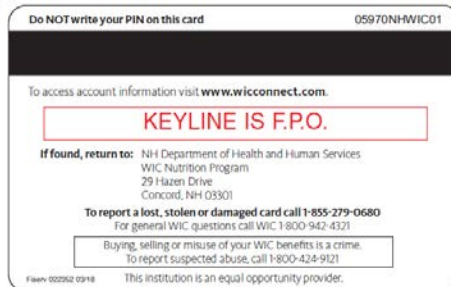 Do NOT write your PIN on this card 05970NHWIC01
To access account information visit www.wicconnect.com.
KEYLINE IS F.P.O.
If found, return to: NH Department of Health and Human Services
WIC Nutrition Program
29 Hazen Drive
Concord, NH 03301
To report a lost, stolen or damaged card call 1-855-279-0680
For general WIC questions call WIC 1-800-942-4321
Buying, selling or misuse of your WIC benefits is a crime.
To report suspected abuse, call 1-800-424-9121
Fiserv 022052 03/18 This institution is an equal opportunity provider.